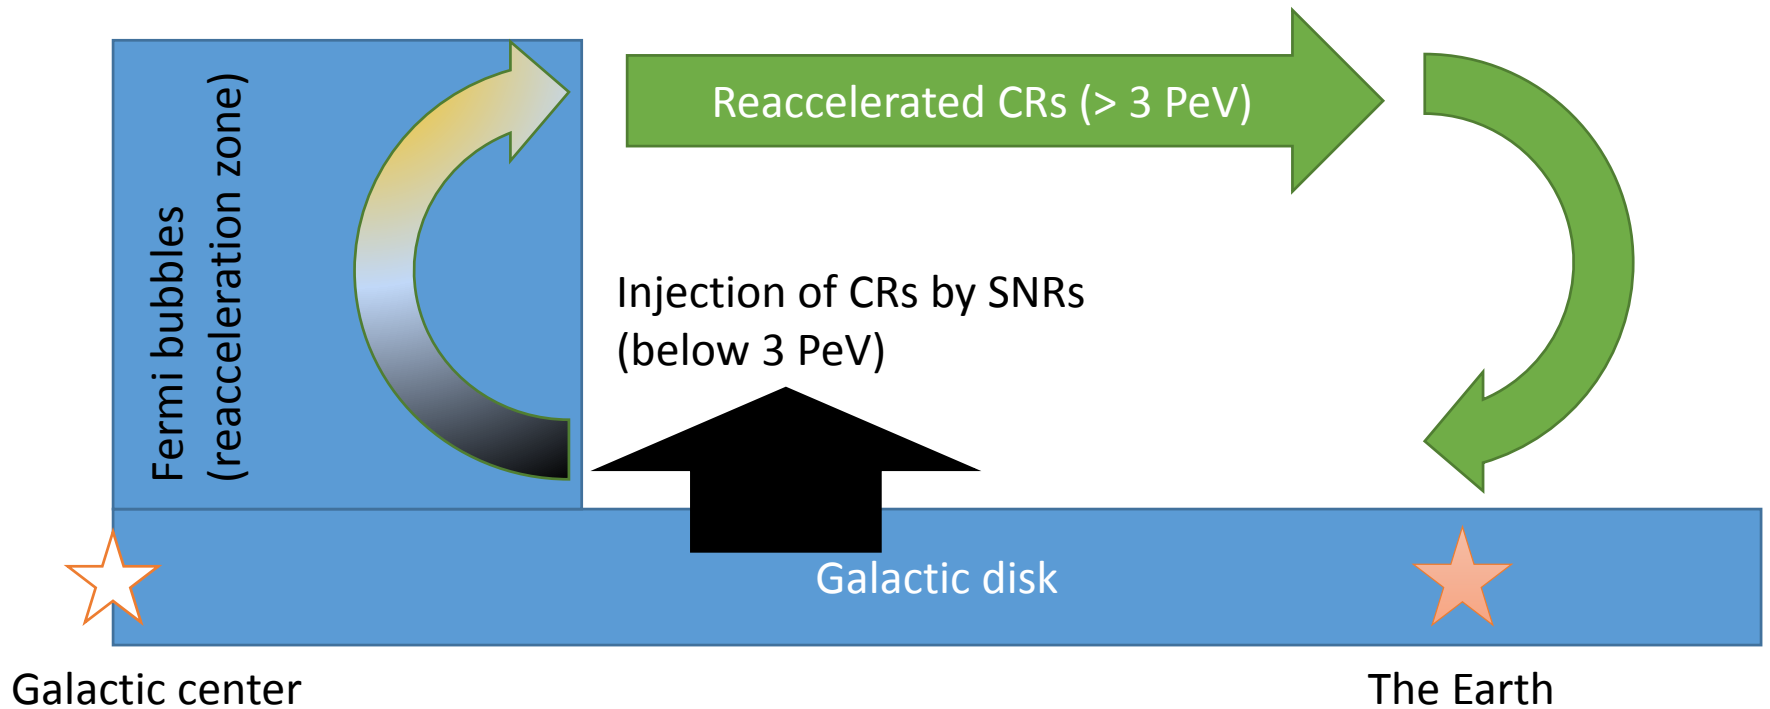 Fermi bubbles
(reacceleration zone)
Reaccelerated CRs (> 3 PeV)
Injection of CRs by SNRs
(below 3 PeV)
Galactic disk
Galactic center
The Earth